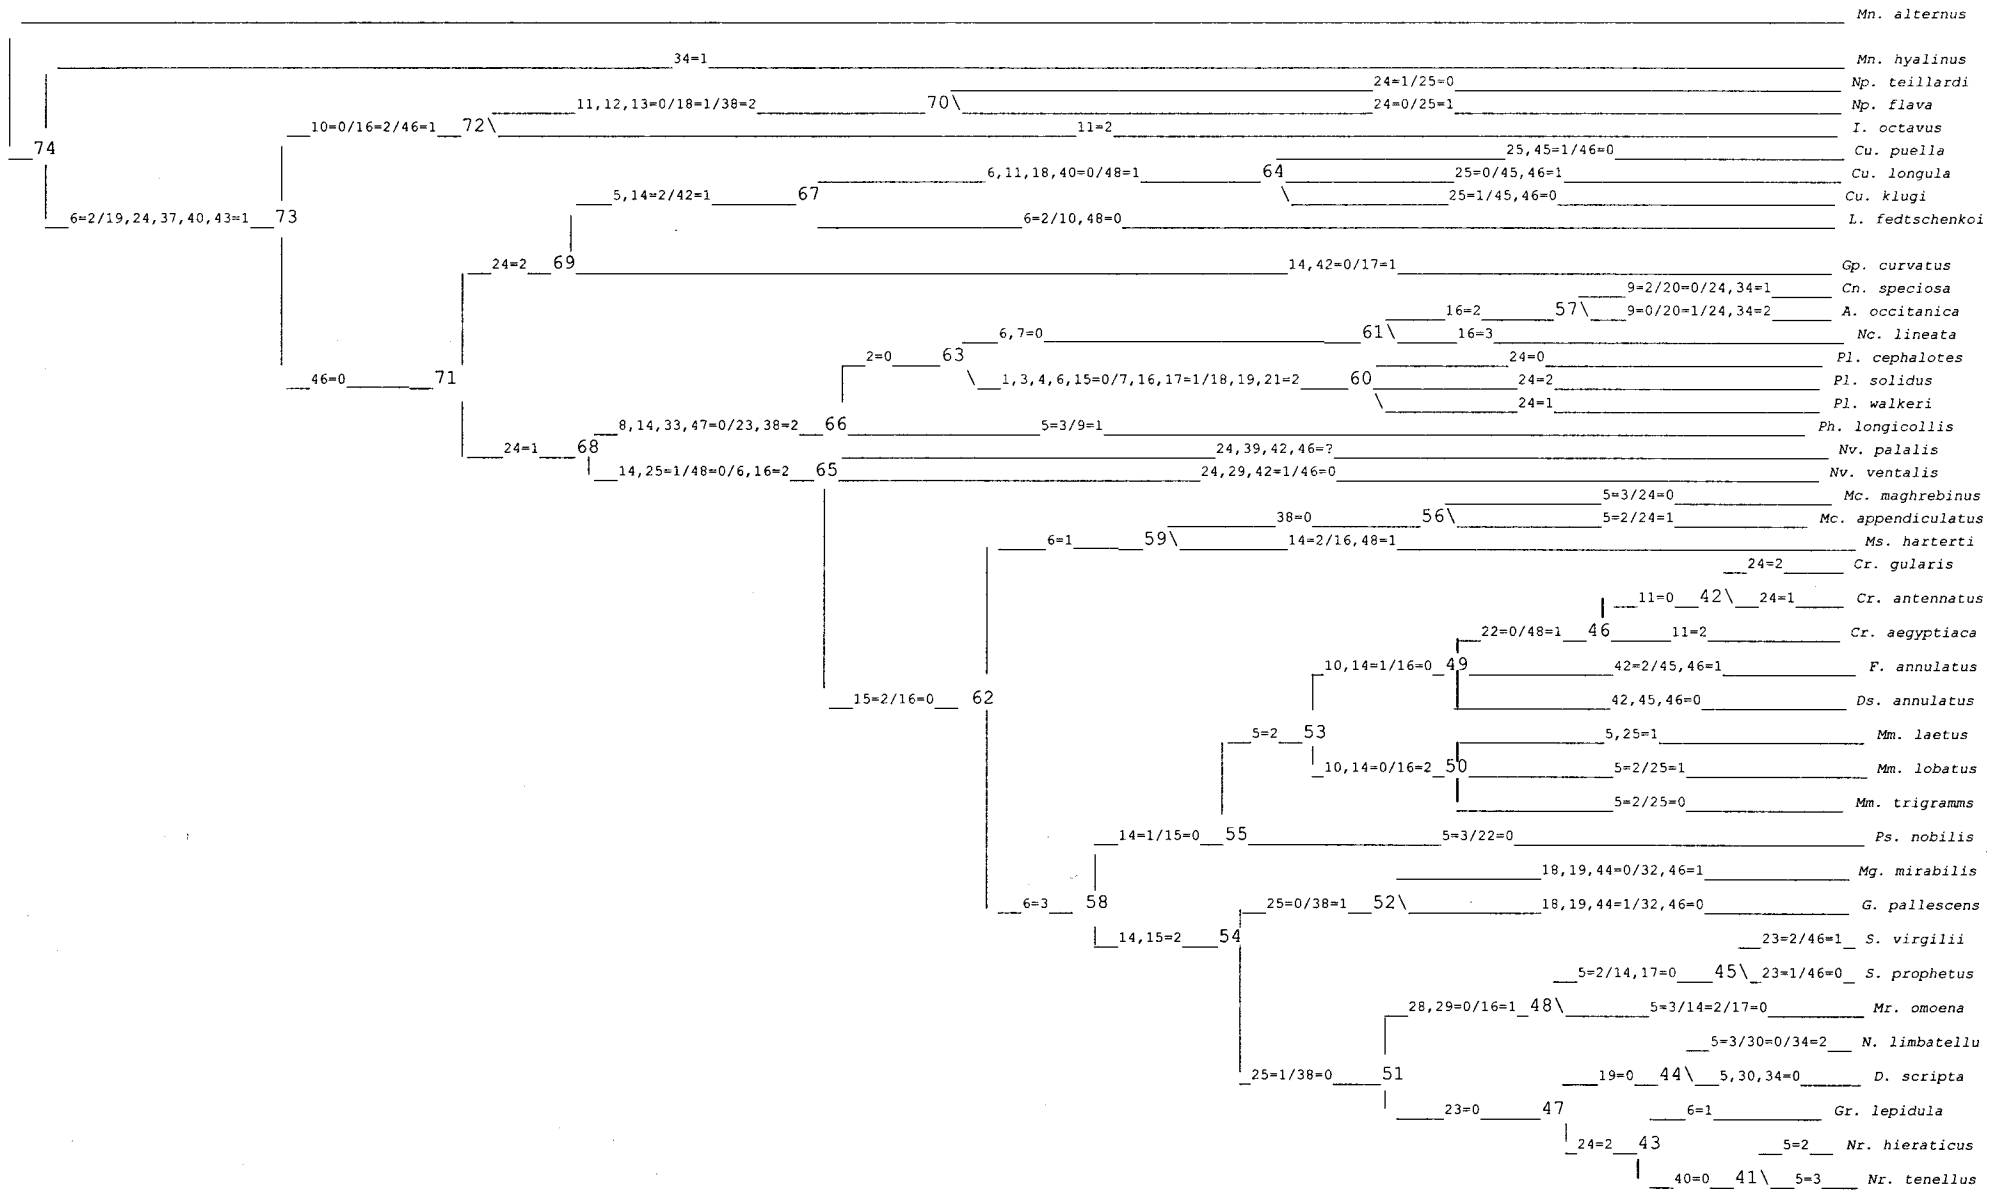 Mn. alternus
34=1 Mn. hyalinus
24=1/25=0 Np. teillardi
11,12,13=0/18=1/38=2 70 24=0/25=1 Np. flava
10=0/16=2/46=1 72 11=2 I. octavus
74 25,45=1/46=0 Cu. puella
6,11,18,40=0/48=1 64 25=0/45,46=1 Cu. longula
5,14=2/42=1 67 25=1/45,46=0 Cu. klugi
6=2/19,24,37,40,43=1 73 6=2/10,48=0 L. fedtschenkoi
24=2 69 14,42=0/17=1 Gp. curvatus
9=2/20=0/24,34=1 Cn. speciosa
16=2 57 9=0/20=1/24,34=2 A. occitanica
6,7=0 61 16=3 Nc. lineata
2=0 63 24=0 Pl. cephalotes
46=0 71 1,3,4,6,15=0/7,16,17=1/18,19,21=2 60 24=2 Pl. solidus
24=1 Pl. walkeri
8,14,33,47=0/23,38=2 66 5=3/9=1 Ph. longicollis
24=1 68 24,39,42,46=? Nv. palalis
14,25=1/48=0/6,16=2 65 24,29,42=1/46=0 Nv. ventalis
5=3/24=0 Mc. maghrebinus
38=0 56 5=2/24=1 Mc. appendiculatus
6=1 59 14=2/16,48=1 Ms. harterti
24=2 Cr. gularis
11=0 42 24=1 Cr. antennatus
22=0/48=1 46 11=2 Cr. aegyptiaca
10,14=1/16=0 49 42=2/45,46=1 F. annulatus
15=2/16=0 62 42,45,46=0 Ds. annulatus
5=2 53 5,25=1 Mm. laetus
10,14=0/16=2 50 5=2/25=1 Mm. lobatus
5=2/25=0 Mm. trigramms
14=1/15=0 55 5=3/22=0 Ps. nobilis
18,19,44=0/32,46=1 Mg. mirabilis
6=3 58 25=0/38=1 52 18,19,44=1/32,46=0 G. pallescens
14,15=2 54 23=2/46=1 S. virgilii
5=2/14,17=0 45 23=1/46=0 S. prophetus
28,29=0/16=1 48 5=3/14=2/17=0 Mr. omoena
5=3/30=0/34=2 N. limbatellu
25=1/38=0 51 19=0 44 5,30,34=0 D. scripta
23=0 47 6=1 Gr. lepidula
24=2 43 5=2 Nr. hieraticus
40=0 41 5=3 Nr. tenellus